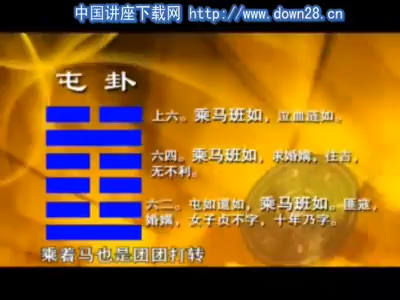 中国讲座下载网 http://www.down28.cn
屯 卦
上六。乘马班如，泣血涟如。
六四。乘马班如，求婚媾，往吉，
无不利。
六二。屯如邅如，乘马班如。匪寇，
婚媾，女子贞不字，十年乃字。
乘着马也是团团打转